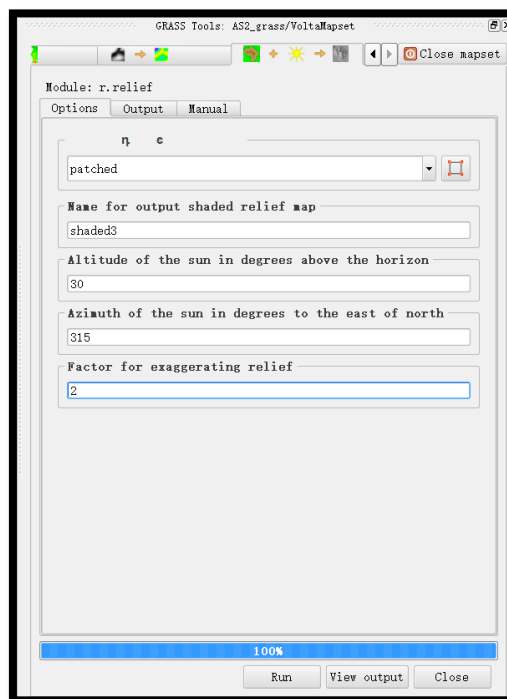 GRASS Tools: AS2_grass/VoltaMapset
Close mapset
Module: r.relief
Options Output Manual
patched
Name for output shaded relief map
shaded3
Altitude of the sun in degrees above the horizon
30
Azimuth of the sun in degrees to the east of north
315
Factor for exaggerating relief
2
100%
Run View output Close